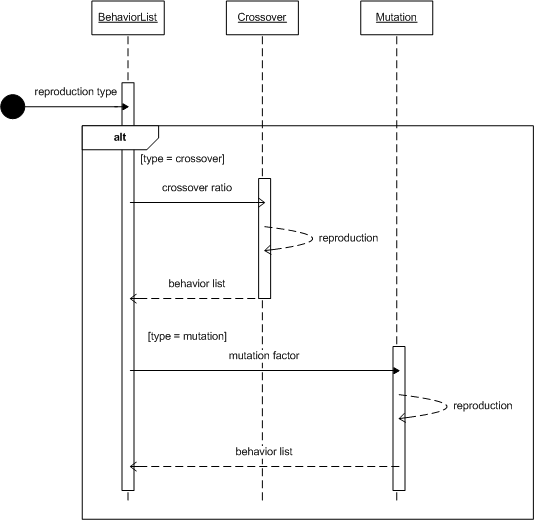 BehaviorList
Crossover
Mutation
reproduction type
alt
[type = crossover]
crossover ratio
reproduction
behavior list
[type = mutation]
mutation factor
reproduction
behavior list